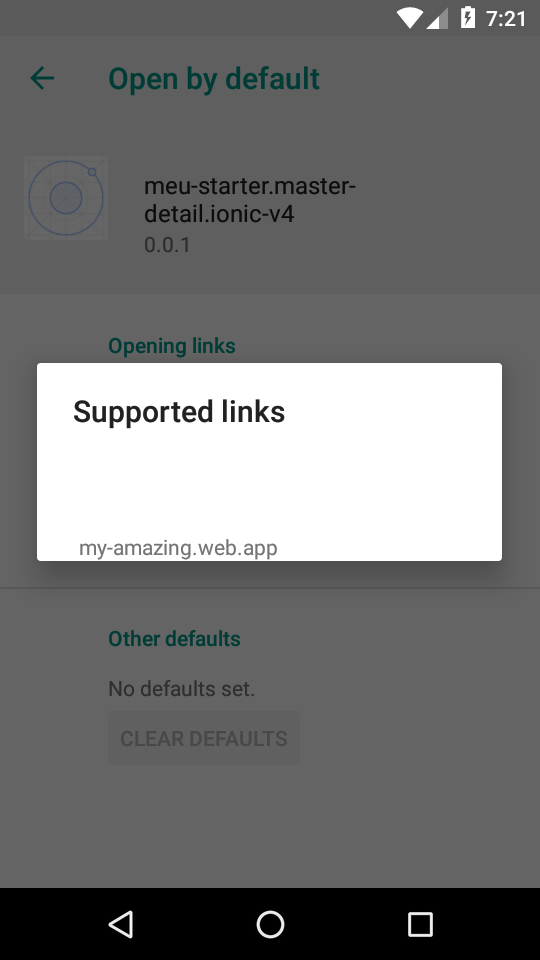 7:21
Open by default
meu-starter.master-
detail.ionic-v4
0.0.1
Opening links
Supported links
my-amazing.web.app
Other defaults
No defaults set.
CLEAR DEFAULTS